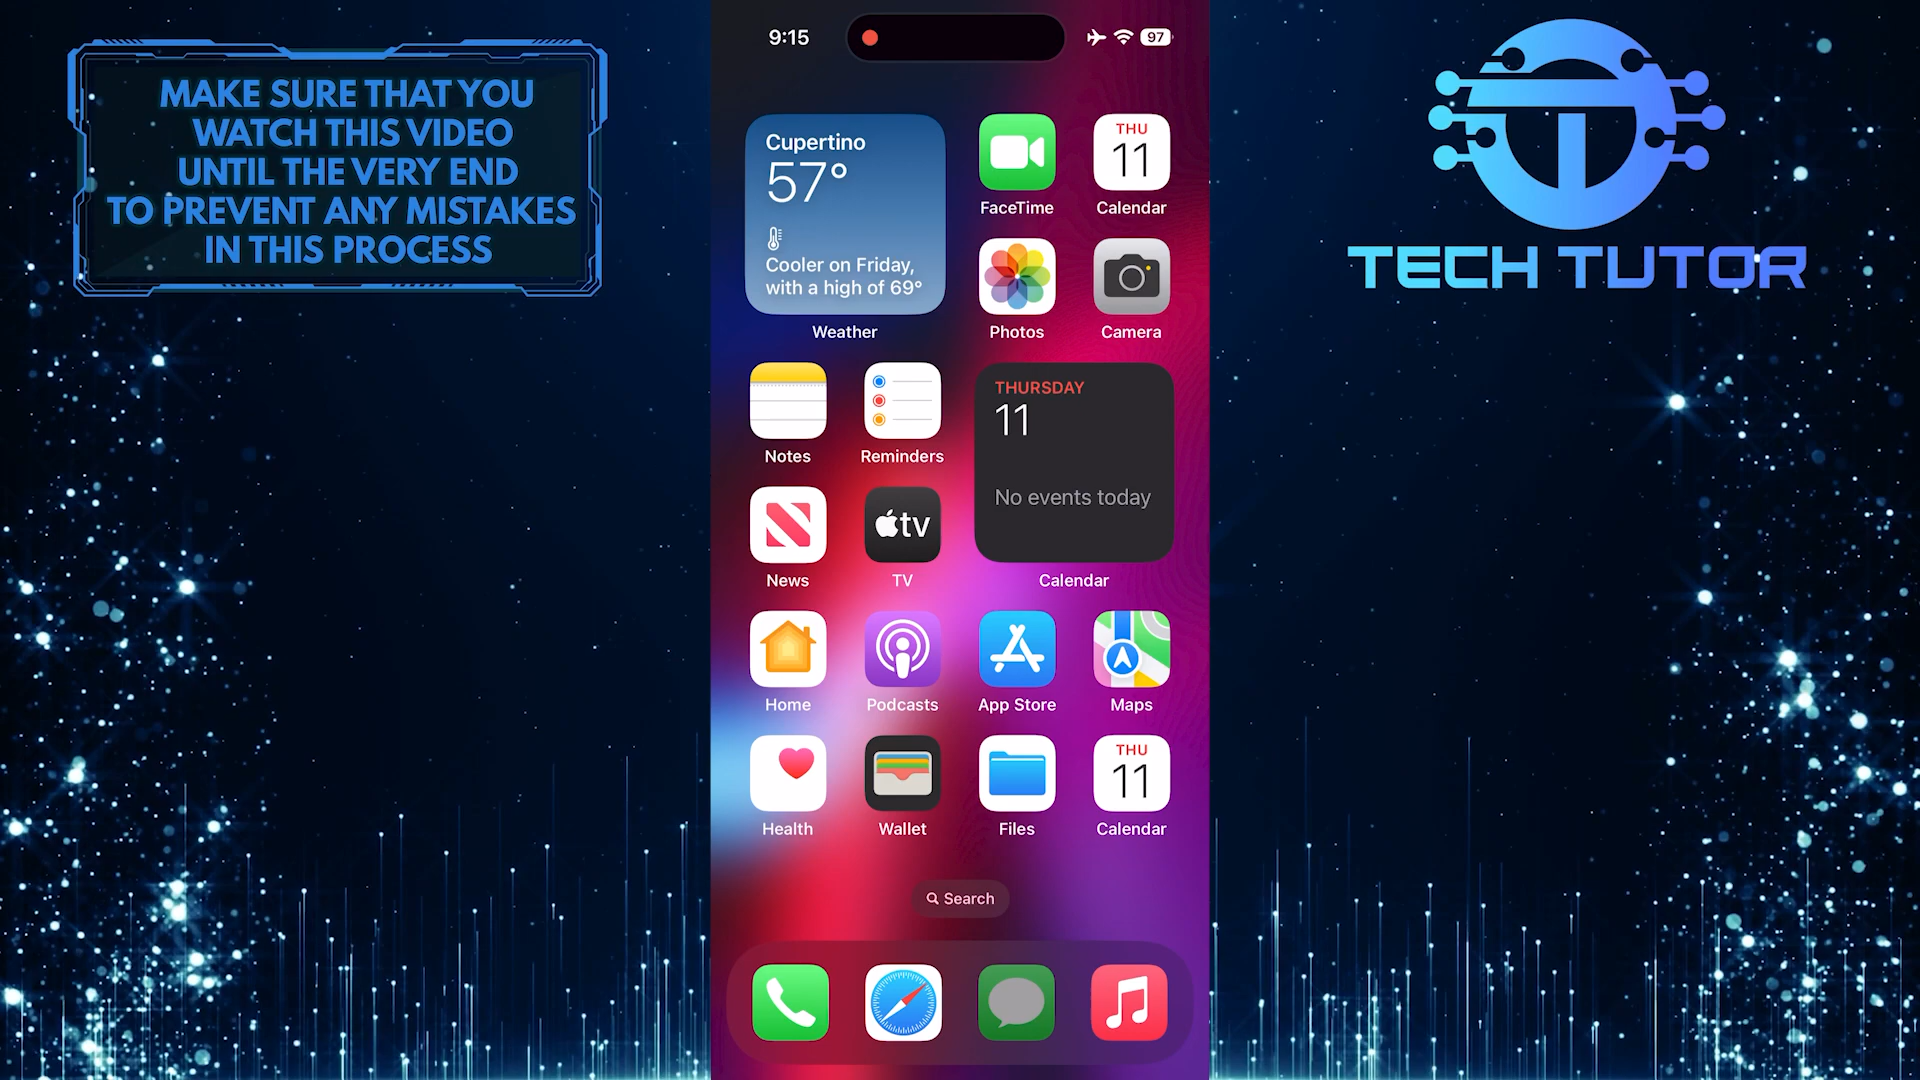 MAKE SURE THAT YOU
WATCH THIS VIDEO
UNTIL THE VERY END
TO PREVENT ANY MISTAKES
IN THIS PROCESS
9:15
97
Cupertino
57°
Cooler on Friday,
with a high of 69°
Weather
FaceTime
THU
11
Calendar
Photos
Camera
Notes
Reminders
THURSDAY
11
No events today
Calendar
News
tv
TV
Home
Podcasts
App Store
Maps
Health
Wallet
Files
THU
11
Calendar
Search
TECH TUTOR